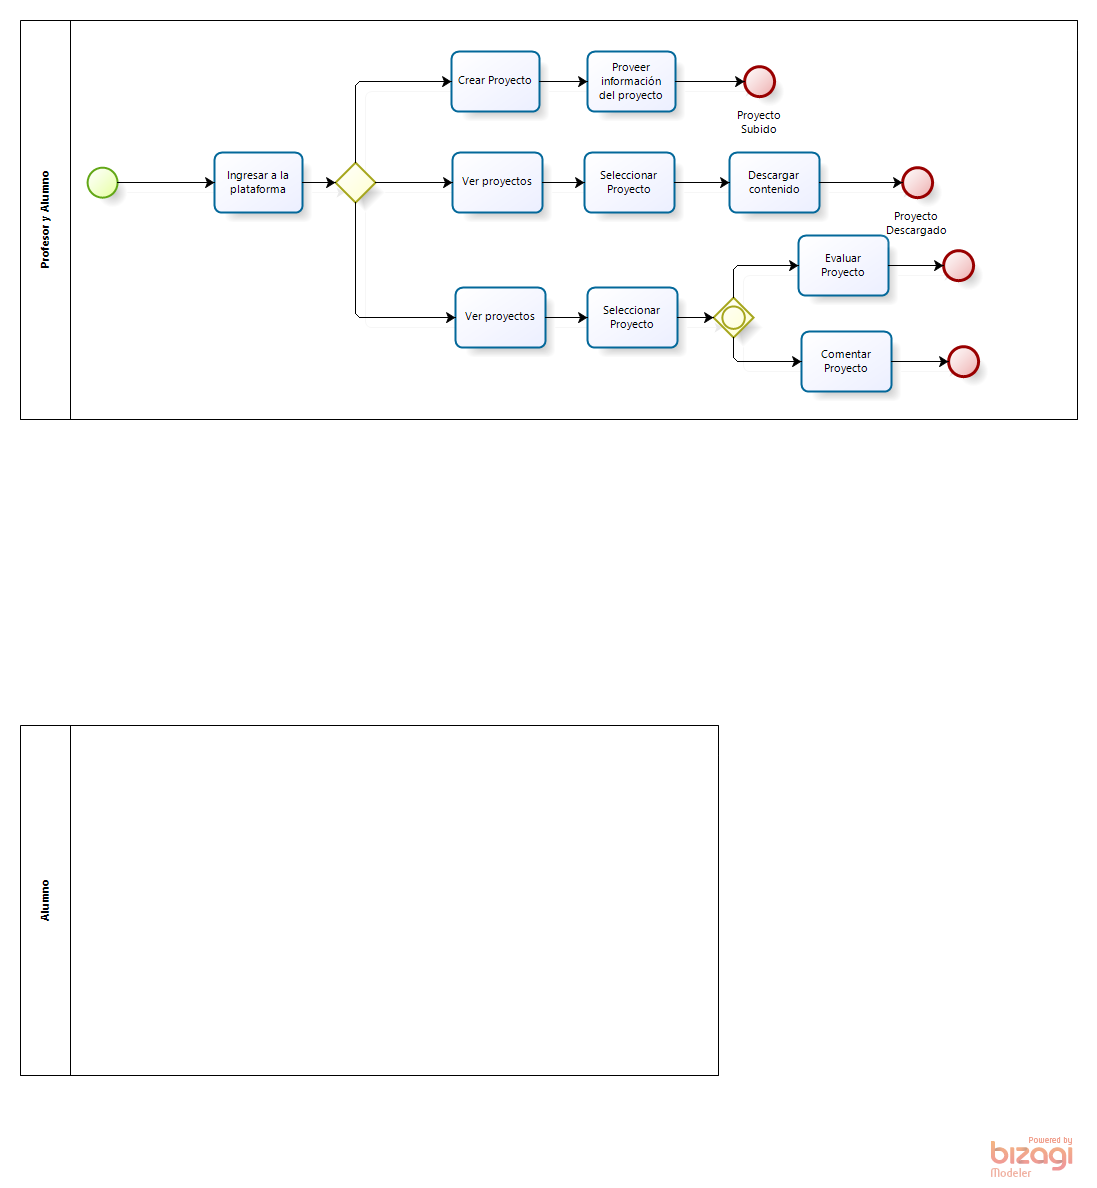 Profesor y Alumno
Ingresar a la
plataforma
Crear Proyecto
Proveer
información
del proyecto
Proyecto
Subido
Ver proyectos
Seleccionar
Proyecto
Descargar
contenido
Proyecto
Descargado
Ver proyectos
Seleccionar
Proyecto
Evaluar
Proyecto
Comentar
Proyecto
Alumno
Powered by
bizagi
Modeler